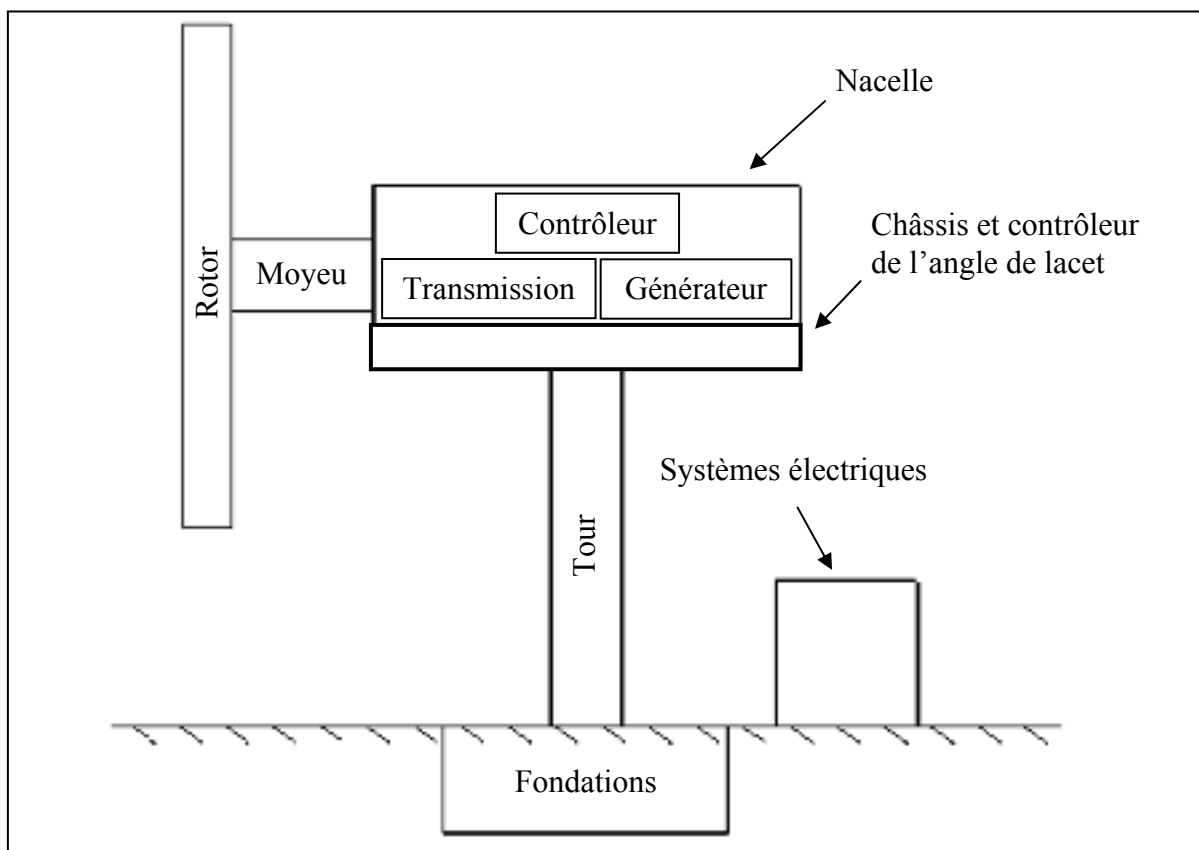 Nacelle
Contrôleur
Châssis et contrôleur
de l'angle de lacet
Rotor
Moyeu
Transmission
Générateur
Systèmes électriques
Tour
Fondations